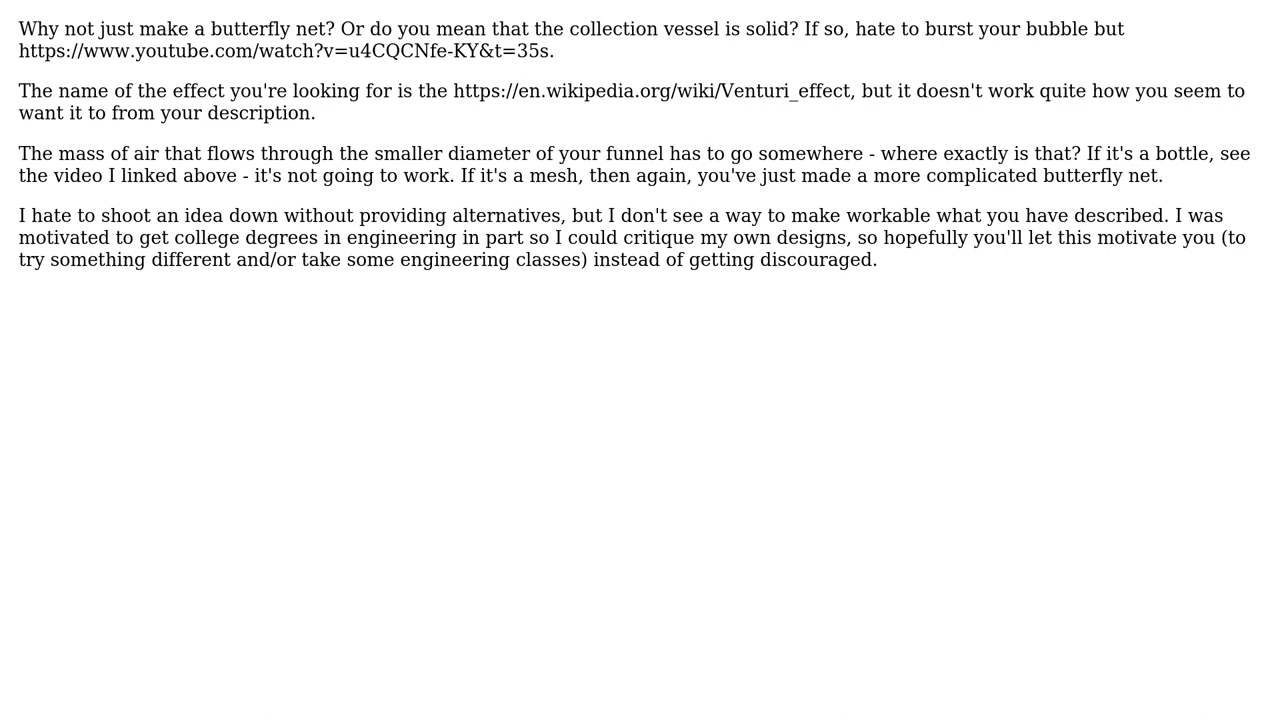 Why not just make a butterfly net? Or do you mean that the collection vessel is solid? If so, hate to burst your bubble but
https://www.youtube.com/watch?v=u4CQCNfe-KY&t=35s.
The name of the effect you're looking for is the https://en.wikipedia.org/wiki/Venturi_effect, but it doesn't work quite how you seem to
want it to from your description.
The mass of air that flows through the smaller diameter of your funnel has to go somewhere - where exactly is that? If it's a bottle, see
the video I linked above - it's not going to work. If it's a mesh, then again, you've just made a more complicated butterfly net.
I hate to shoot an idea down without providing alternatives, but I don't see a way to make workable what you have described. I was
motivated to get college degrees in engineering in part so I could critique my own designs, so hopefully you'll let this motivate you (to
try something different and/or take some engineering classes) instead of getting discouraged.